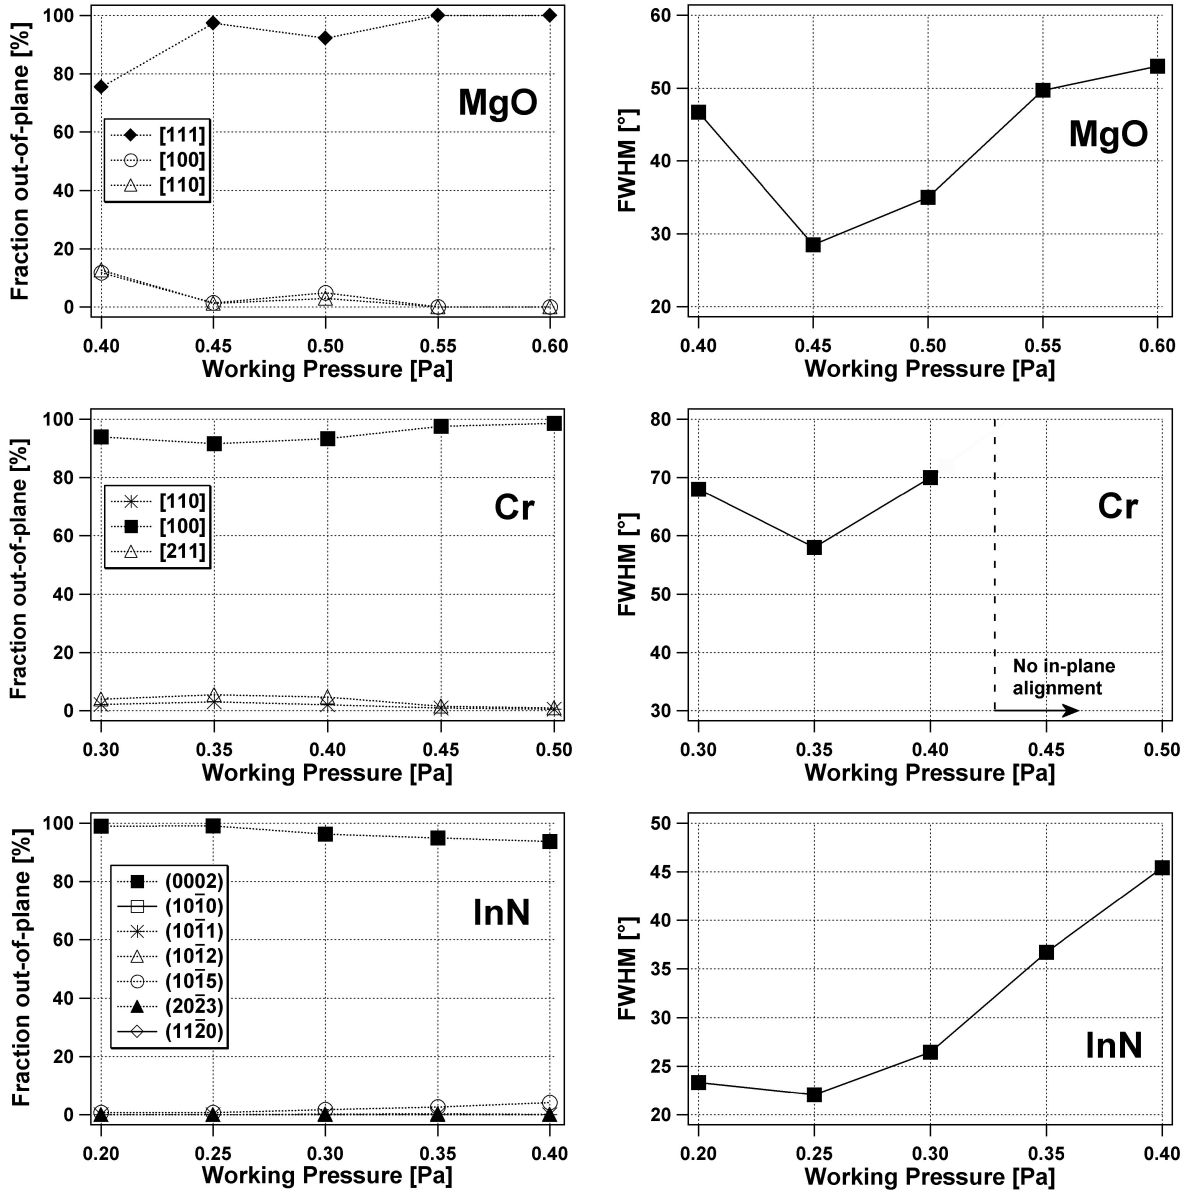 Fraction out-of-plane [%]
100
80
60
40
20
0
MgO
[111]
[100]
[110]
0.40 0.45 0.50 0.55 0.60
Working Pressure [Pa]
FWHM [°]
60
50
40
30
20
MgO
0.40 0.45 0.50 0.55 0.60
Working Pressure [Pa]
Fraction out-of-plane [%]
100
80
60
40
20
0
Cr
[110]
[100]
[211]
0.30 0.35 0.40 0.45 0.50
Working Pressure [Pa]
FWHM [°]
80
70
60
50
40
30
Cr
No in-plane
alignment
0.30 0.35 0.40 0.45 0.50
Working Pressure [Pa]
Fraction out-of-plane [%]
100
80
60
40
20
0
InN
(0002)
(101̅0)
(101̅1)
(101̅2)
(101̅5)
(202̅3)
(112̅0)
0.20 0.25 0.30 0.35 0.40
Working Pressure [Pa]
FWHM [°]
50
45
40
35
30
25
20
InN
0.20 0.25 0.30 0.35 0.40
Working Pressure [Pa]